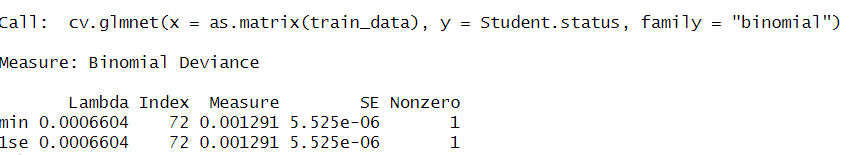 Call:  cv.glmnet(x = as.matrix(train_data), y = Student.status, family = "binomial")
Measure: Binomial Deviance
Lambda Index  Measure        SE Nonzero
min 0.0006604    72 0.001291 5.525e-06       1
1se 0.0006604    72 0.001291 5.525e-06       1